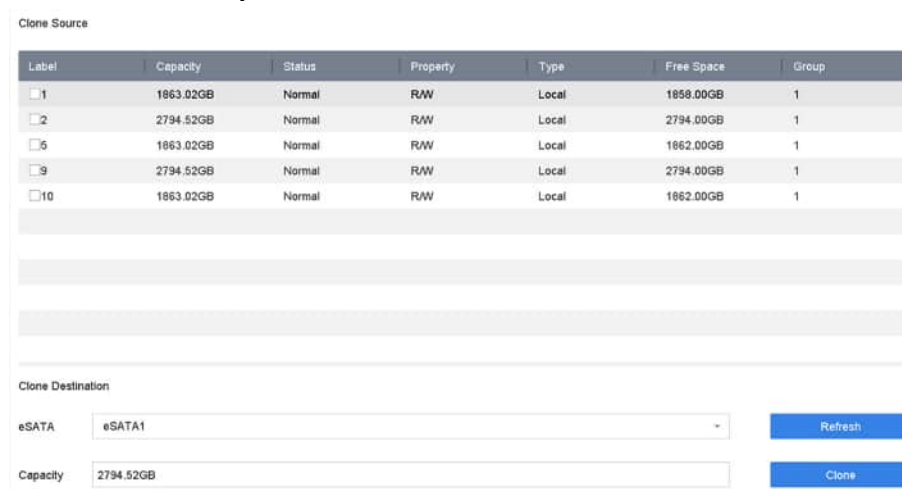 Clone Source
Label Capacity Status Property Type Free Space Group
1 1863.02GB Normal R/W Local 1858.00GB 1
2 2794.52GB Normal R/W Local 2794.00GB 1
5 1863.02GB Normal R/W Local 1862.00GB 1
9 2794.52GB Normal R/W Local 2794.00GB 1
10 1863.02GB Normal R/W Local 1862.00GB 1
Clone Destination
eSATA eSATA1 Refresh
Capacity 2794.52GB Clone